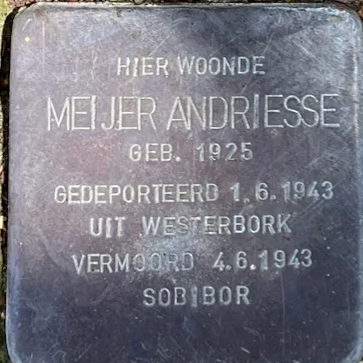 HIER WOONDE
MEIJER ANDRIESSE
GEB. 1925
GEDEPORTEERD 1.6.1943
UIT WESTERBORK
VERMOORD 4.6.1943
SOBIBOR